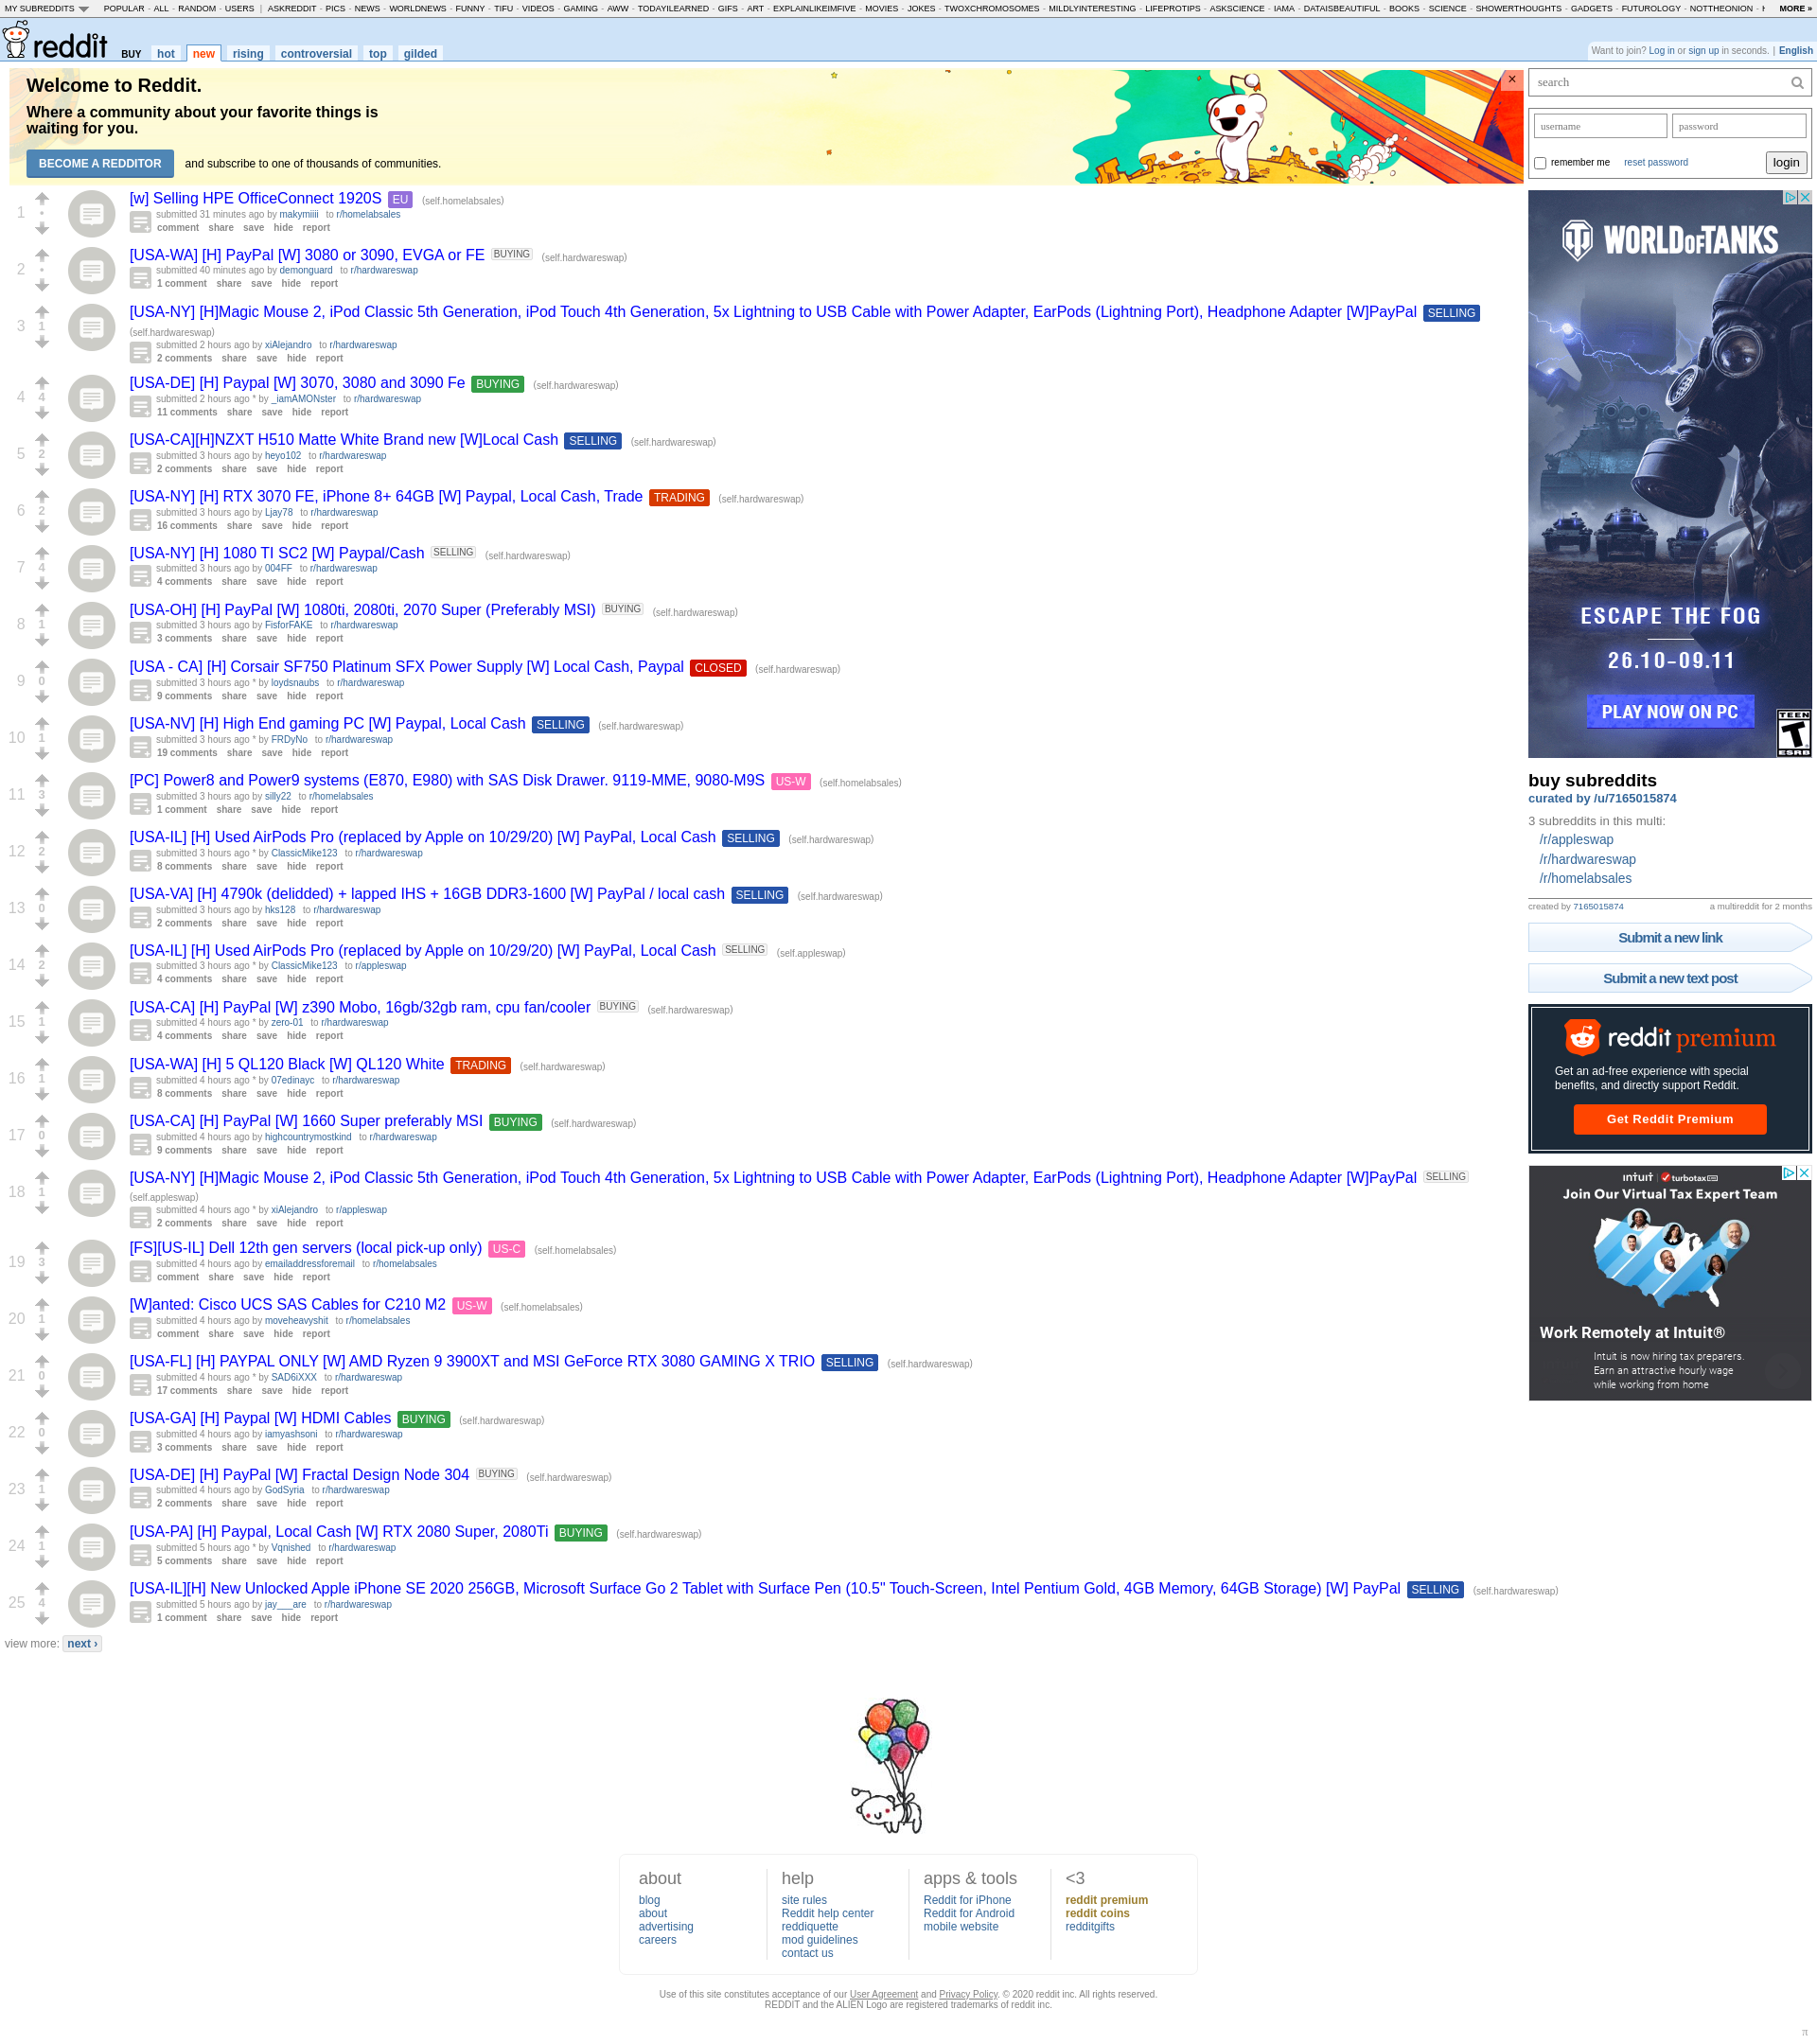 MY SUBREDDITS POPULAR - ALL - RANDOM - USERS | ASKREDDIT - PICS - NEWS - WORLDNEWS - FUNNY - TIFU - VIDEOS - GAMING - AWW - TODAYILEARNED - GIFS - ART - EXPLAINLIKEIMFIVE - MOVIES - JOKES - TWOXCHROMOSOMES - MILDLYINTERESTING - LIFEPROTIPS - ASKSCIENCE - IAMA - DATAISBEAUTIFUL - BOOKS - SCIENCE - SHOWERTHOUGHTS - GADGETS - FUTUROLOGY - NOTTHEONION - MORE »
reddit BUY hot new rising controversial top gilded
Want to join? Log in or sign up in seconds. | English
Welcome to Reddit.
Where a community about your favorite things is
waiting for you.
BECOME A REDDITOR and subscribe to one of thousands of communities.
×
search
username password
remember me reset password login
1 • [w] Selling HPE OfficeConnect 1920S EU (self.homelabsales)
submitted 31 minutes ago by makymiiii to r/homelabsales
comment share save hide report
2 • [USA-WA] [H] PayPal [W] 3080 or 3090, EVGA or FE BUYING (self.hardwareswap)
submitted 40 minutes ago by demonguard to r/hardwareswap
1 comment share save hide report
3 1 [USA-NY] [H]Magic Mouse 2, iPod Classic 5th Generation, iPod Touch 4th Generation, 5x Lightning to USB Cable with Power Adapter, EarPods (Lightning Port), Headphone Adapter [W]PayPal SELLING
(self.hardwareswap)
submitted 2 hours ago by xiAlejandro to r/hardwareswap
2 comments share save hide report
4 4 [USA-DE] [H] Paypal [W] 3070, 3080 and 3090 Fe BUYING (self.hardwareswap)
submitted 2 hours ago * by _iamAMONster to r/hardwareswap
11 comments share save hide report
5 2 [USA-CA][H]NZXT H510 Matte White Brand new [W]Local Cash SELLING (self.hardwareswap)
submitted 3 hours ago by heyo102 to r/hardwareswap
2 comments share save hide report
6 2 [USA-NY] [H] RTX 3070 FE, iPhone 8+ 64GB [W] Paypal, Local Cash, Trade TRADING (self.hardwareswap)
submitted 3 hours ago by Ljay78 to r/hardwareswap
16 comments share save hide report
7 4 [USA-NY] [H] 1080 TI SC2 [W] Paypal/Cash SELLING (self.hardwareswap)
submitted 3 hours ago by 004FF to r/hardwareswap
4 comments share save hide report
8 1 [USA-OH] [H] PayPal [W] 1080ti, 2080ti, 2070 Super (Preferably MSI) BUYING (self.hardwareswap)
submitted 3 hours ago by FisforFAKE to r/hardwareswap
3 comments share save hide report
9 0 [USA - CA] [H] Corsair SF750 Platinum SFX Power Supply [W] Local Cash, Paypal CLOSED (self.hardwareswap)
submitted 3 hours ago * by loydsnaubs to r/hardwareswap
9 comments share save hide report
10 1 [USA-NV] [H] High End gaming PC [W] Paypal, Local Cash SELLING (self.hardwareswap)
submitted 3 hours ago * by FRDyNo to r/hardwareswap
19 comments share save hide report
11 3 [PC] Power8 and Power9 systems (E870, E980) with SAS Disk Drawer. 9119-MME, 9080-M9S US-W (self.homelabsales)
submitted 3 hours ago by silly22 to r/homelabsales
1 comment share save hide report
12 2 [USA-IL] [H] Used AirPods Pro (replaced by Apple on 10/29/20) [W] PayPal, Local Cash SELLING (self.hardwareswap)
submitted 3 hours ago * by ClassicMike123 to r/hardwareswap
8 comments share save hide report
13 0 [USA-VA] [H] 4790k (delidded) + lapped IHS + 16GB DDR3-1600 [W] PayPal / local cash SELLING (self.hardwareswap)
submitted 3 hours ago by hks128 to r/hardwareswap
2 comments share save hide report
14 2 [USA-IL] [H] Used AirPods Pro (replaced by Apple on 10/29/20) [W] PayPal, Local Cash SELLING (self.appleswap)
submitted 3 hours ago * by ClassicMike123 to r/appleswap
4 comments share save hide report
15 1 [USA-CA] [H] PayPal [W] z390 Mobo, 16gb/32gb ram, cpu fan/cooler BUYING (self.hardwareswap)
submitted 4 hours ago * by zero-01 to r/hardwareswap
4 comments share save hide report
16 1 [USA-WA] [H] 5 QL120 Black [W] QL120 White TRADING (self.hardwareswap)
submitted 4 hours ago * by 07edinayc to r/hardwareswap
8 comments share save hide report
17 0 [USA-CA] [H] PayPal [W] 1660 Super preferably MSI BUYING (self.hardwareswap)
submitted 4 hours ago by highcountrymostkind to r/hardwareswap
9 comments share save hide report
18 1 [USA-NY] [H]Magic Mouse 2, iPod Classic 5th Generation, iPod Touch 4th Generation, 5x Lightning to USB Cable with Power Adapter, EarPods (Lightning Port), Headphone Adapter [W]PayPal SELLING
(self.appleswap)
submitted 4 hours ago * by xiAlejandro to r/appleswap
2 comments share save hide report
19 3 [FS][US-IL] Dell 12th gen servers (local pick-up only) US-C (self.homelabsales)
submitted 4 hours ago by emailaddressforemail to r/homelabsales
comment share save hide report
20 1 [W]anted: Cisco UCS SAS Cables for C210 M2 US-W (self.homelabsales)
submitted 4 hours ago by moveheavyshit to r/homelabsales
comment share save hide report
21 0 [USA-FL] [H] PAYPAL ONLY [W] AMD Ryzen 9 3900XT and MSI GeForce RTX 3080 GAMING X TRIO SELLING (self.hardwareswap)
submitted 4 hours ago * by SAD6iXXX to r/hardwareswap
17 comments share save hide report
22 0 [USA-GA] [H] Paypal [W] HDMI Cables BUYING (self.hardwareswap)
submitted 4 hours ago by iamyashsoni to r/hardwareswap
3 comments share save hide report
23 1 [USA-DE] [H] PayPal [W] Fractal Design Node 304 BUYING (self.hardwareswap)
submitted 4 hours ago by GodSyria to r/hardwareswap
2 comments share save hide report
24 1 [USA-PA] [H] Paypal, Local Cash [W] RTX 2080 Super, 2080Ti BUYING (self.hardwareswap)
submitted 5 hours ago * by Vqnished to r/hardwareswap
5 comments share save hide report
25 4 [USA-IL][H] New Unlocked Apple iPhone SE 2020 256GB, Microsoft Surface Go 2 Tablet with Surface Pen (10.5" Touch-Screen, Intel Pentium Gold, 4GB Memory, 64GB Storage) [W] PayPal SELLING (self.hardwareswap)
submitted 5 hours ago by jay___are to r/hardwareswap
1 comment share save hide report
view more: next ›
WORLD OF TANKS
ESCAPE THE FOG
26.10-09.11
PLAY NOW ON PC
TEEN
T
ESRB
buy subreddits
curated by /u/7165015874
3 subreddits in this multi:
/r/appleswap
/r/hardwareswap
/r/homelabsales
created by 7165015874 a multireddit for 2 months
Submit a new link
Submit a new text post
reddit premium
Get an ad-free experience with special
benefits, and directly support Reddit.
Get Reddit Premium
intuit turbotax
Join Our Virtual Tax Expert Team
Work Remotely at Intuit®
Intuit is now hiring tax preparers.
Earn an attractive hourly wage
while working from home
about
blog
about
advertising
careers
help
site rules
Reddit help center
reddiquette
mod guidelines
contact us
apps & tools
Reddit for iPhone
Reddit for Android
mobile website
<3
reddit premium
reddit coins
redditgifts
Use of this site constitutes acceptance of our User Agreement and Privacy Policy. © 2020 reddit inc. All rights reserved.
REDDIT and the ALIEN Logo are registered trademarks of reddit inc.
π